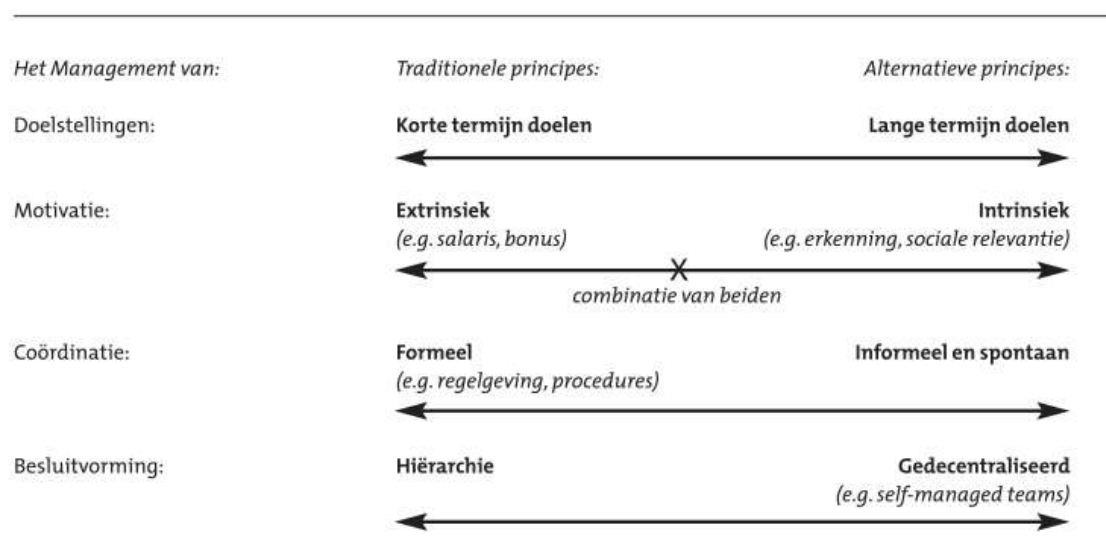 Het Management van: Traditionele principes: Alternatieve principes:
Doelstellingen: Korte termijn doelen Lange termijn doelen
Motivatie: Extrinsiek Intrinsiek
(e.g. salaris, bonus) (e.g. erkenning, sociale relevantie)
X
combinatie van beiden
Coördinatie: Formeel Informeel en spontaan
(e.g. regelgeving, procedures)
Besluitvorming: Hiërarchie Gedecentraliseerd
(e.g. self-managed teams)